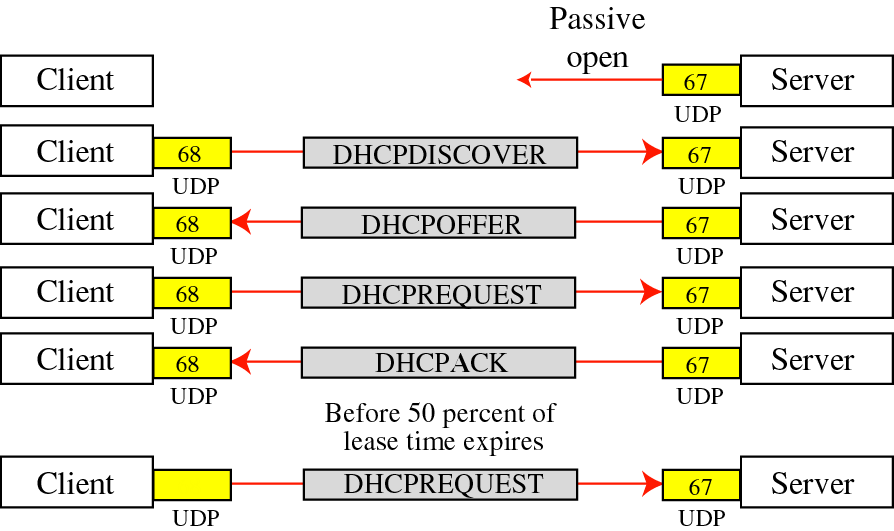 Passive
open
Client
67
Server
UDP
Client
68
DHCPDISCOVER
67
Server
UDP
UDP
Client
68
DHCPOFFER
67
Server
UDP
UDP
Client
68
DHCPREQUEST
67
Server
UDP
UDP
Client
68
DHCPACK
67
Server
UDP
UDP
Before 50 percent of
lease time expires
Client
DHCPREQUEST
67
Server
UDP
UDP